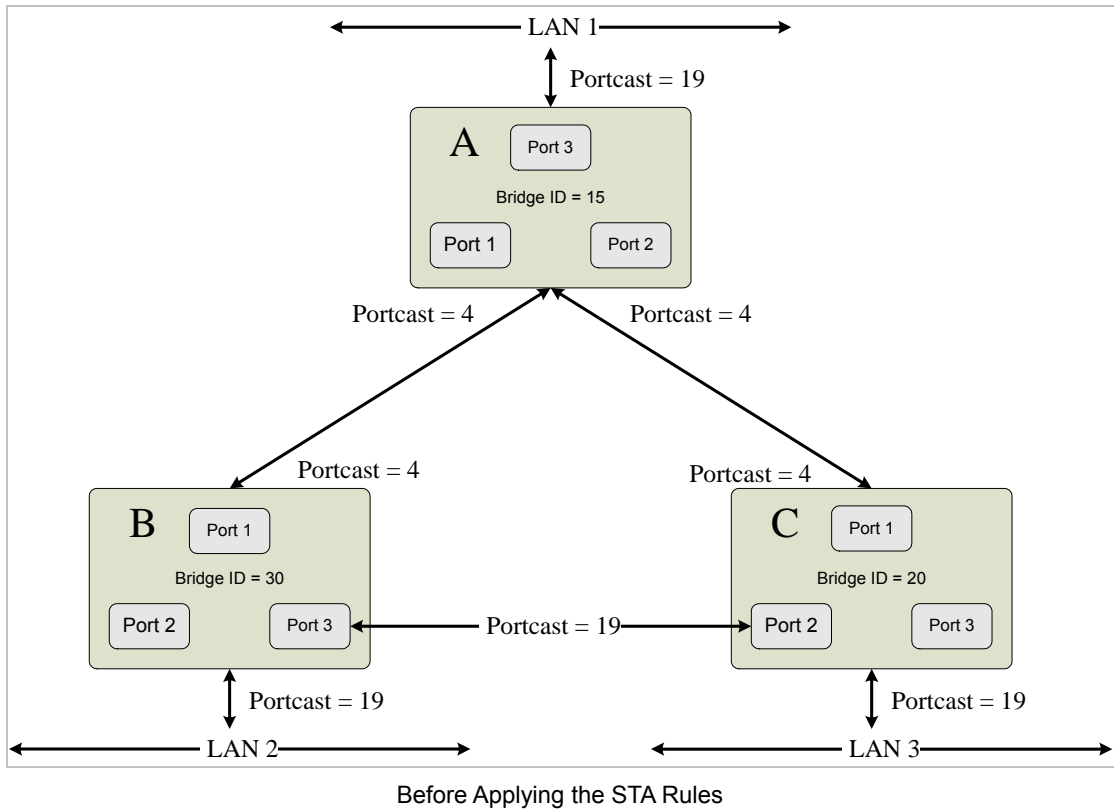 LAN 1
Portcast = 19
A
Port 3
Bridge ID = 15
Port 1
Port 2
Portcast = 4
Portcast = 4
Portcast = 4
Portcast = 4
B
Port 1
Bridge ID = 30
Port 2
Port 3
C
Port 1
Bridge ID = 20
Port 2
Port 3
Portcast = 19
Portcast = 19
Portcast = 19
LAN 2
LAN 3
Before Applying the STA Rules